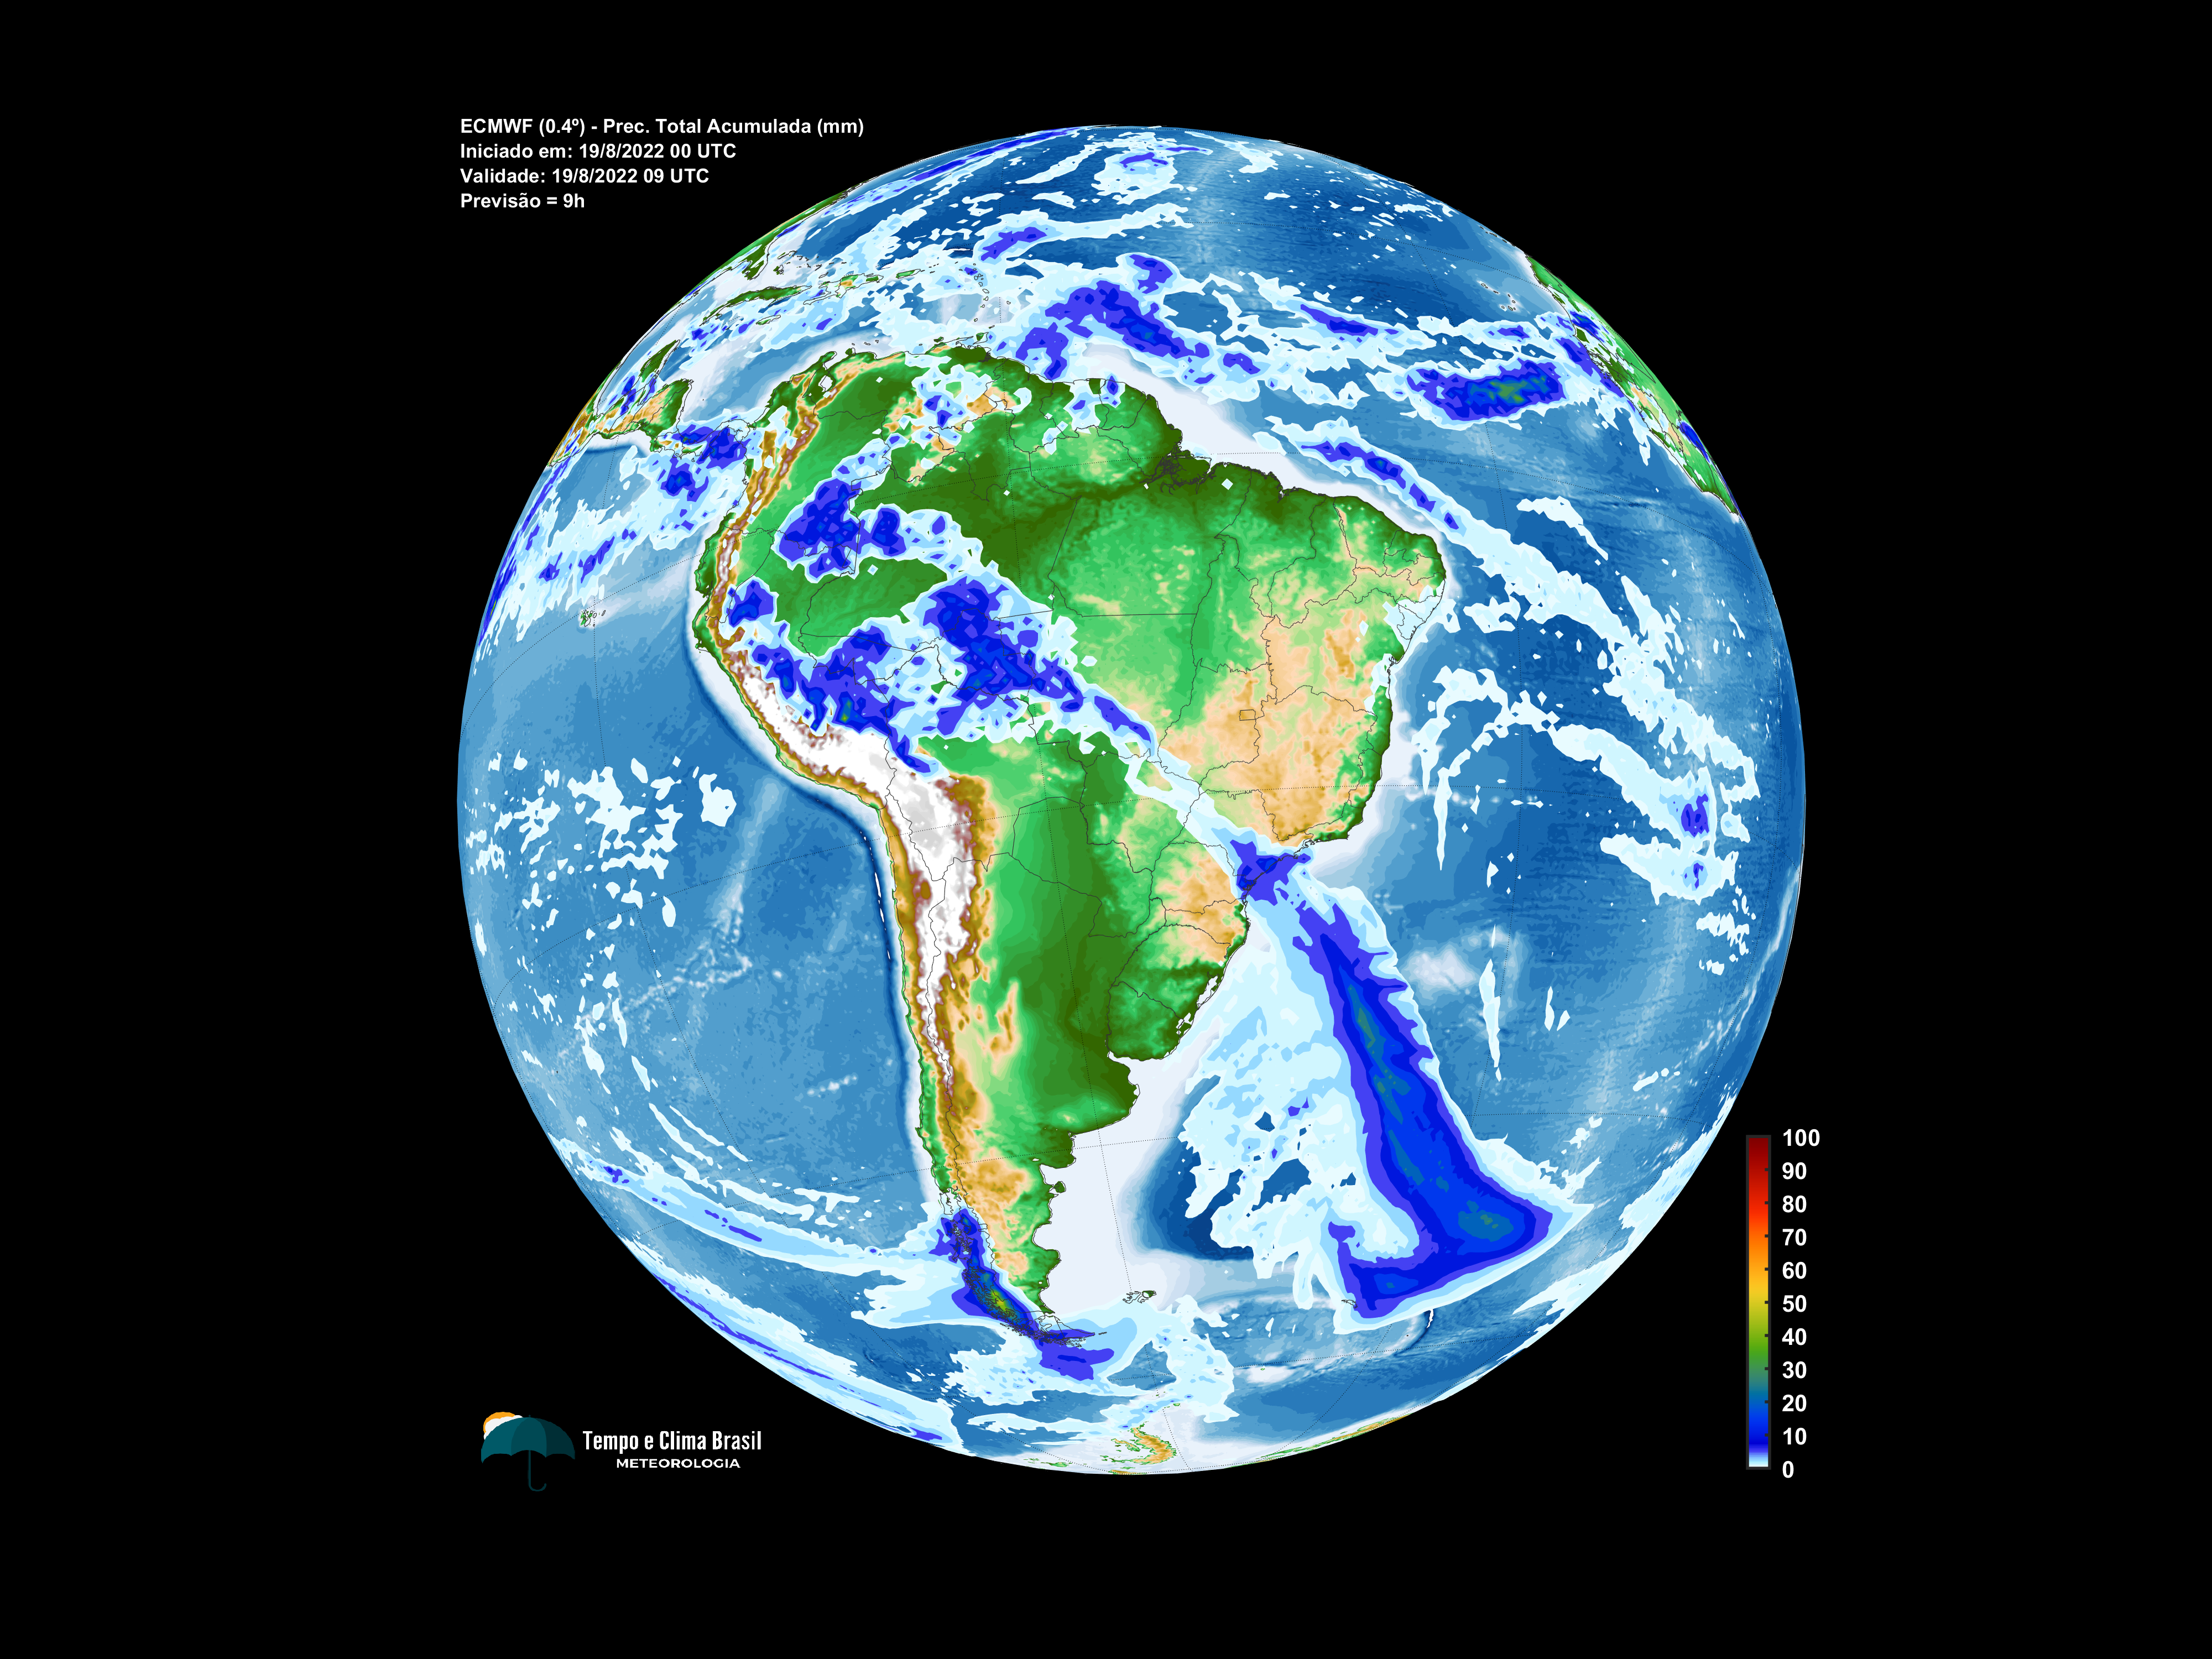 ECMWF (0.4º) - Prec. Total Acumulada (mm)
Iniciado em: 19/8/2022 00 UTC
Validade: 19/8/2022 09 UTC
Previsão = 9h
100
90
80
70
60
50
40
30
20
10
0
Tempo e Clima Brasil
METEOROLOGIA